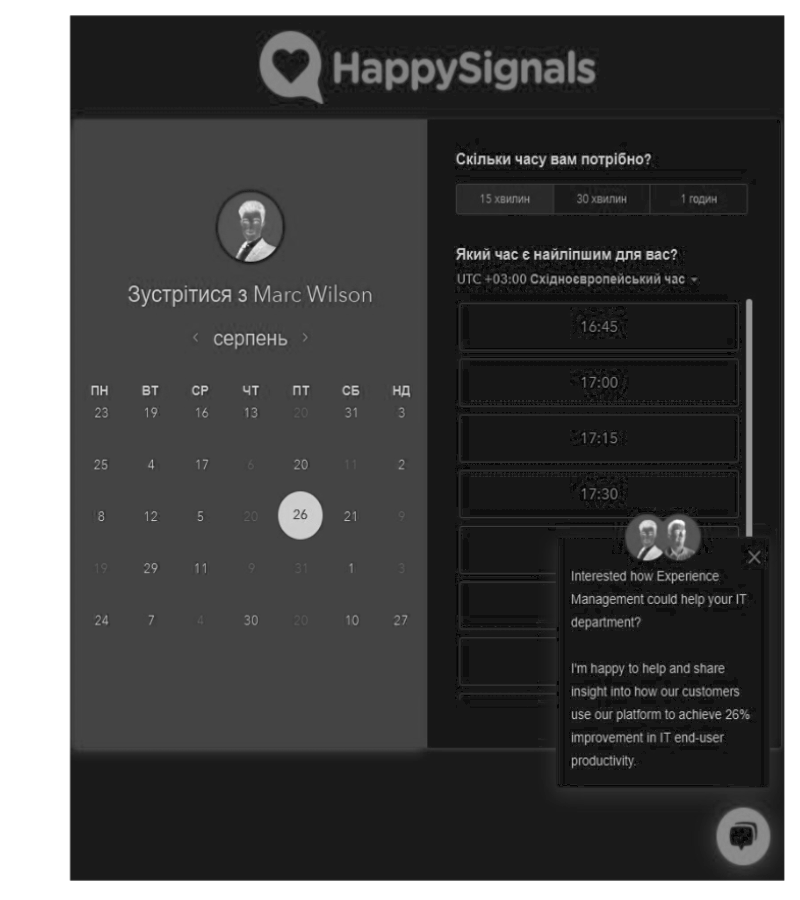 HappySignals
Зустрітися з Marc Wilson
‹ серпень ›
ПН ВТ СР ЧТ ПТ СБ НД
23 19 16 13 20 31 3
25 4 17 6 20 11 2
8 12 5 20 26 21 9
19 29 11 9 31 1 3
24 7 4 30 20 10 27
Скільки часу вам потрібно?
15 хвилин 30 хвилин 1 годин
Який час є найліпшим для вас?
UTC +03:00 Східноєвропейський час
16:45
17:00
17:15
17:30
Interested how Experience
Management could help your IT
department?
I'm happy to help and share
insight into how our customers
use our platform to achieve 26%
improvement in IT end-user
productivity.